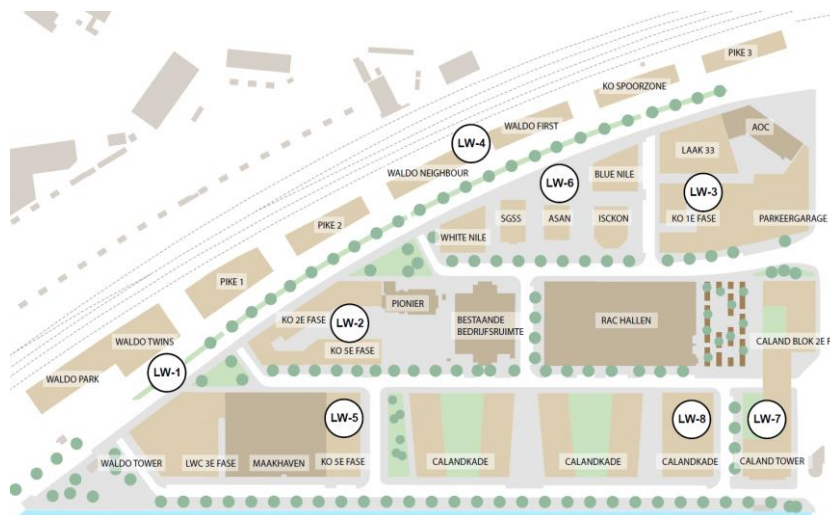 PIKE 3
KO SPOORZONE
WALDO FIRST
LW-4
WALDO NEIGHBOUR
AOC
LAAK 33
LW-6
BLUE NILE
LW-3
PIKE 2
SGSS
ASAN
ISCKON
KO 1E FASE
PARKEERGARAGE
WHITE NILE
PIKE 1
PIONIER
KO 2E FASE
LW-2
BESTAANDE
BEDRIJFSRUIMTE
RAC HALLEN
WALDO TWINS
KO 5E FASE
CALAND BLOK 2E F
WALDO PARK
LW-1
LW-5
LW-8
LW-7
WALDO TOWER
LWC 3E FASE
MAAKHAVEN
KO 5E FASE
CALANDKADE
CALANDKADE
CALANDKADE
CALAND TOWER